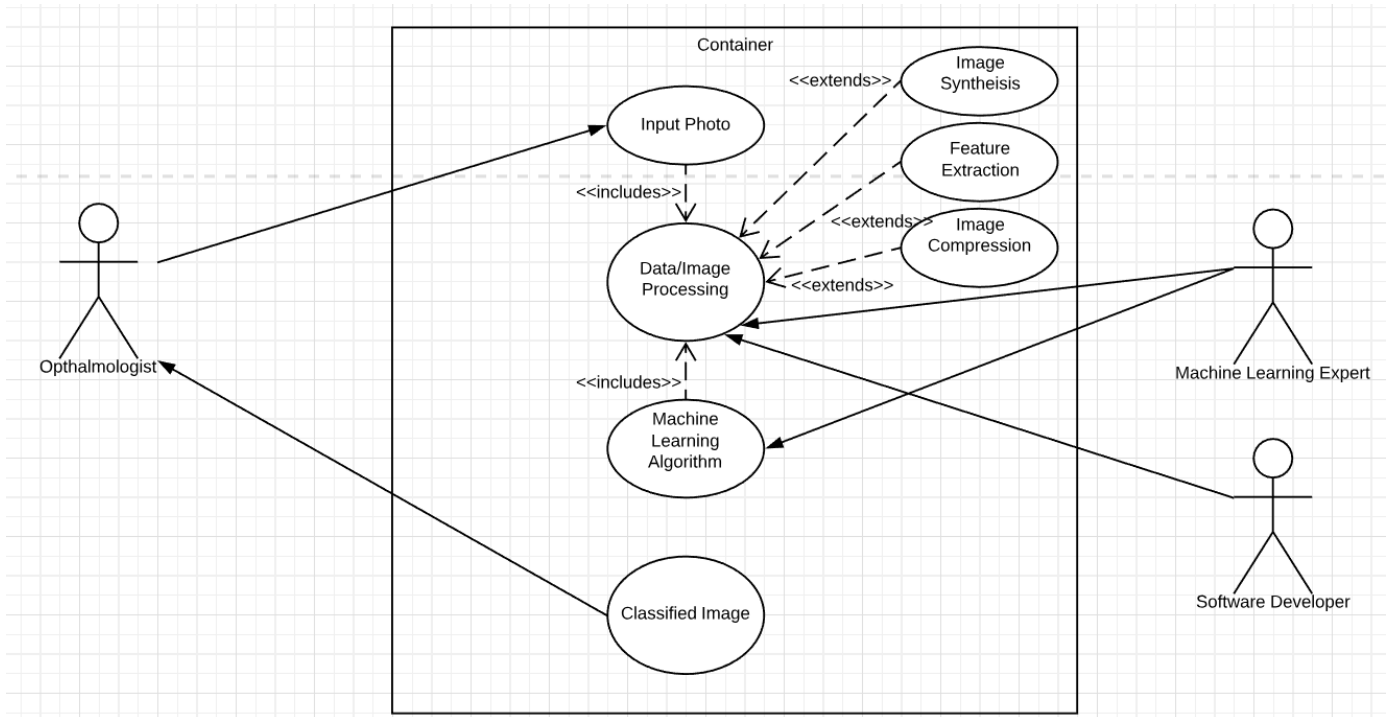 Container
<<extends>>
Image
Syntheisis
Input Photo
Feature
Extraction
<<includes>>
<<extends>>
Image
Compression
Data/Image
Processing
<<extends>>
Opthalmologist
Machine Learning Expert
<<includes>>
Machine
Learning
Algorithm
Software Developer
Classified Image